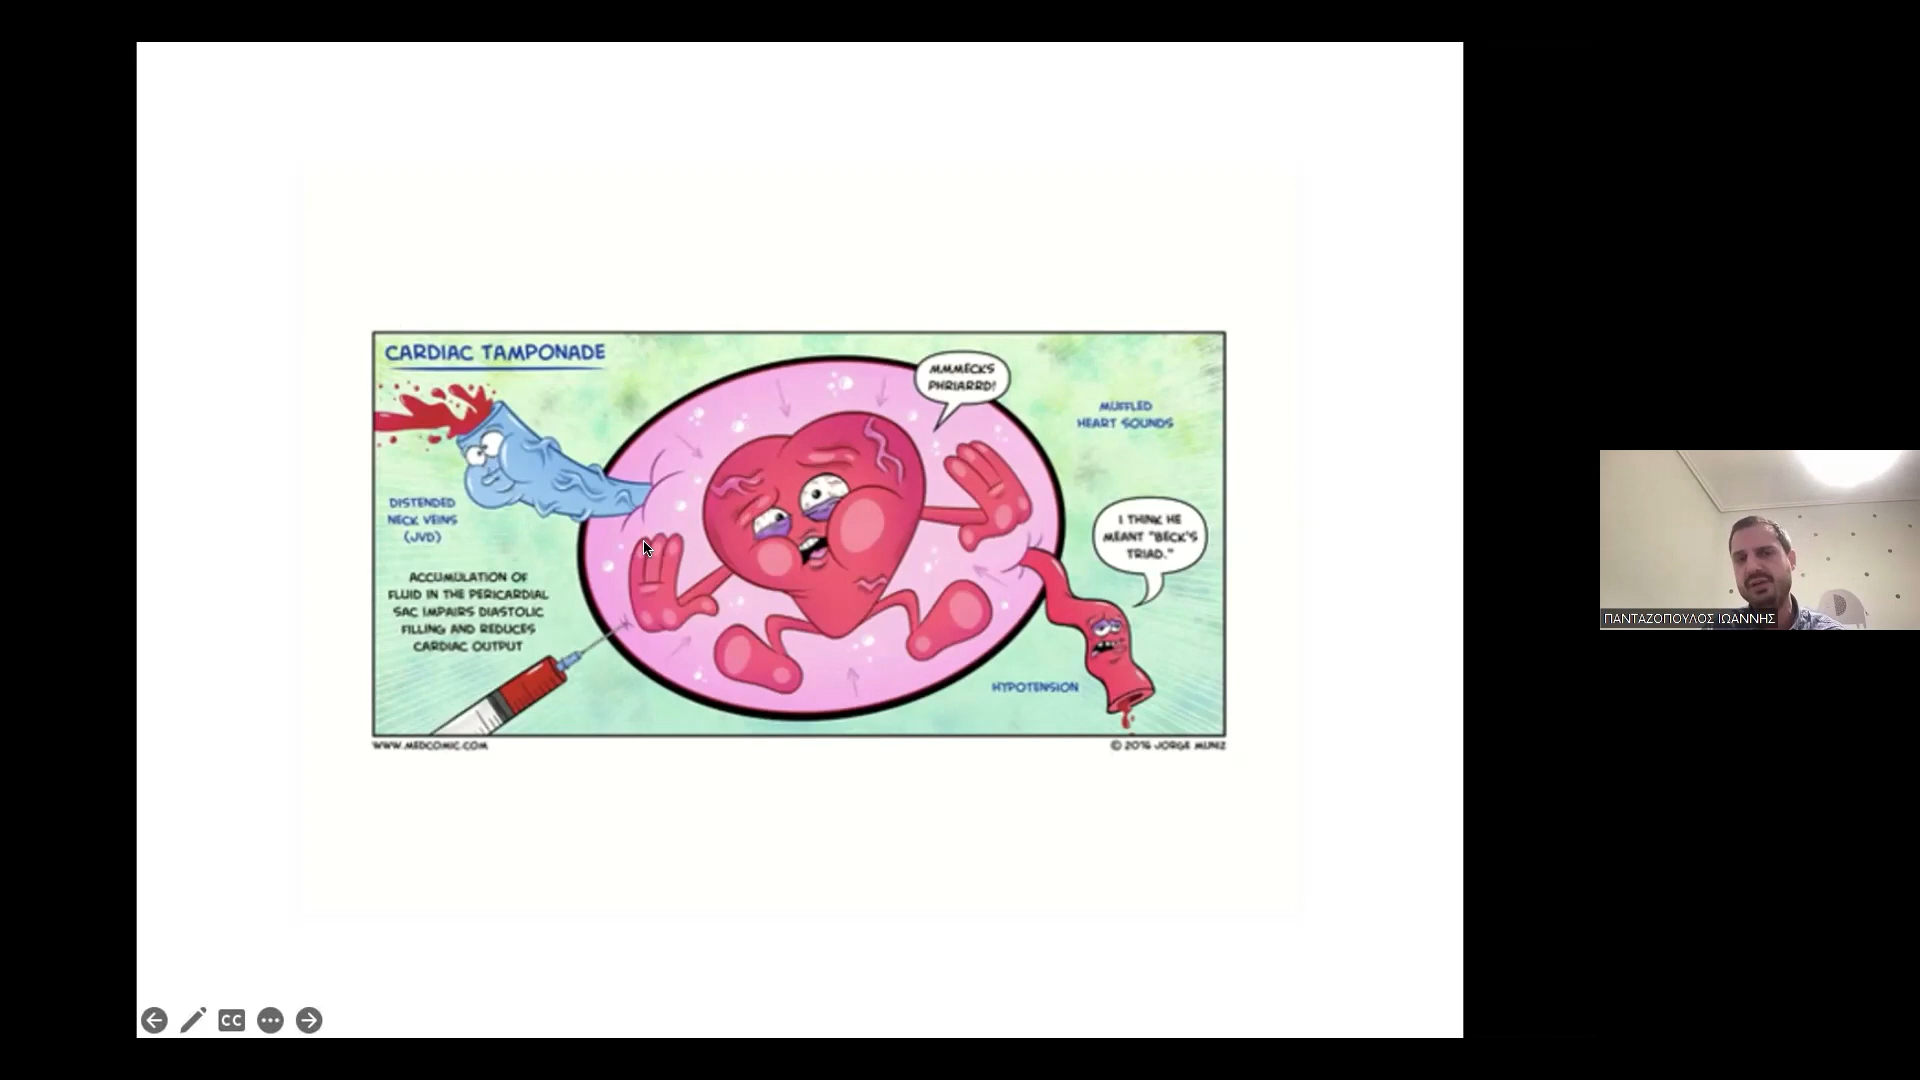 CARDIAC TAMPONADE
MMMECKS
PHRIARRD!
MUFFLED
HEART SOUNDS
DISTENDED
NECK VEINS
(JVD)
I THINK HE
MEANT "BECK'S
TRIAD."
ACCUMULATION OF
FLUID IN THE PERICARDIAL
SAC IMPAIRS DIASTOLIC
FILLING AND REDUCES
CARDIAC OUTPUT
HYPOTENSION
WWW.MEDCOMIC.COM
© 2016 JORGE MUNIZ
ΠΑΝΤΑΖΟΠΟΥΛΟΣ ΙΩΑΝΝΗΣ
CC